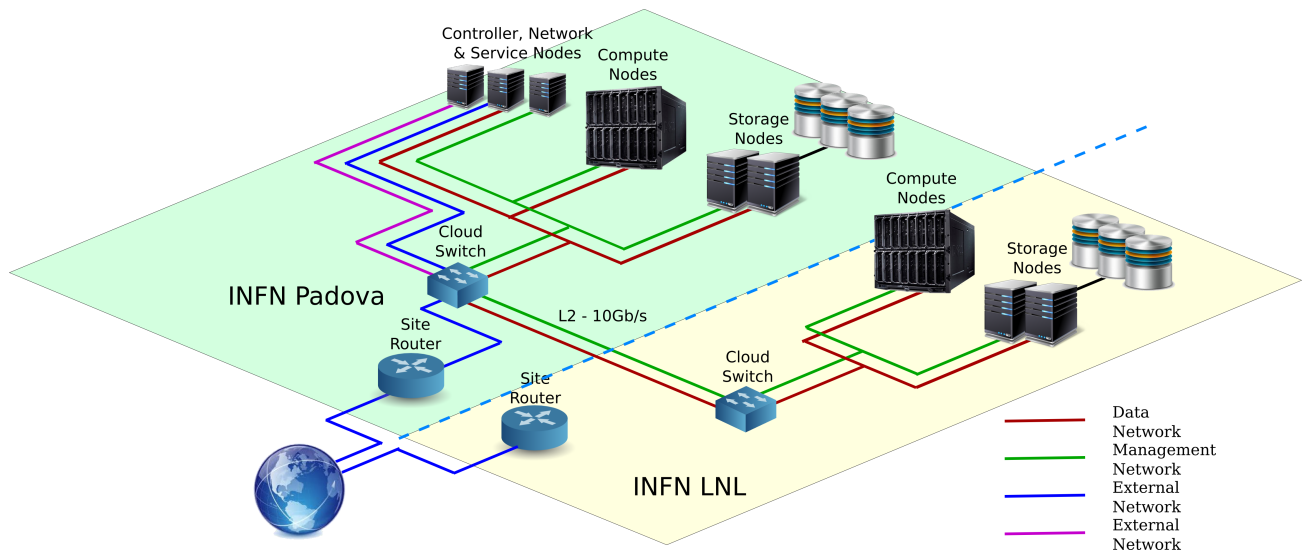 Controller, Network
& Service Nodes
Compute
Nodes
Storage
Nodes
Compute
Nodes
Cloud
Switch
Storage
Nodes
INFN Padova
L2 - 10Gb/s
Site
Router
Cloud
Switch
Site
Router
INFN LNL
Data
Network
Management
Network
External
Network
External
Network